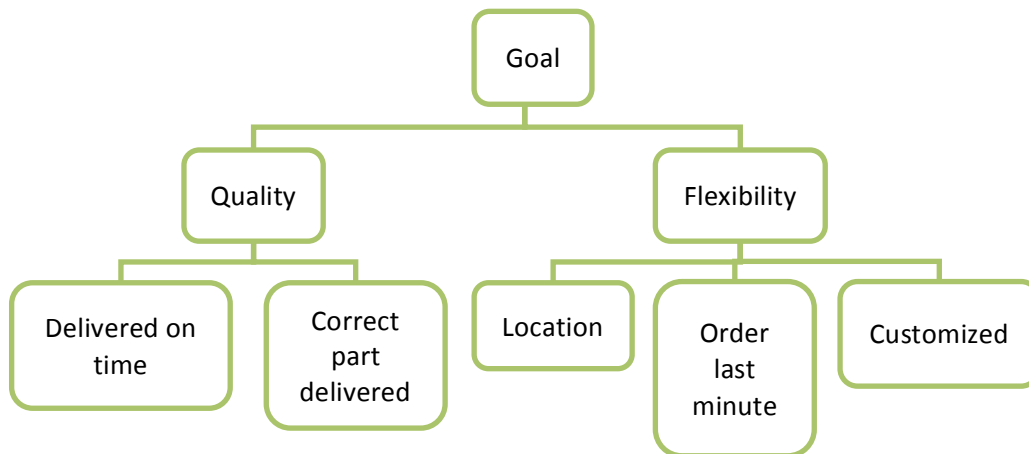 Goal
Quality
Flexibility
Delivered on
time
Correct
part
delivered
Location
Order
last
minute
Customized